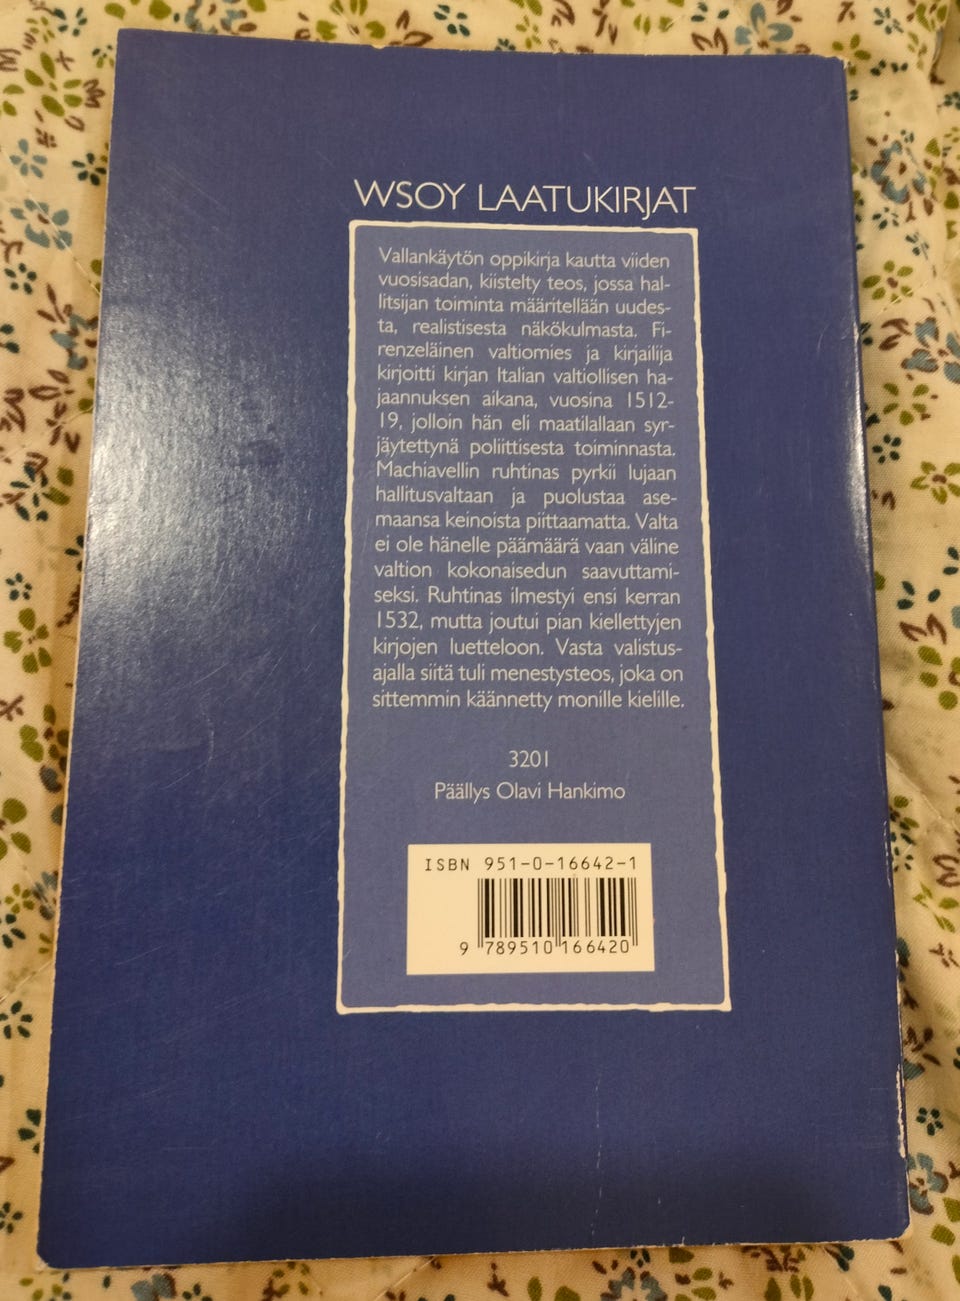 WSOY LAATUKIRJAT
Vallankäytön oppikirja kautta viiden
vuosisadan, kiistelty teos, jossa hal-
litsijan toiminta määritellään uudes-
ta, realistisesta näkökulmasta. Fi-
renzeläinen valtiomies ja kirjailija
kirjoitti kirjan Italian valtiollisen ha-
jaannuksen aikana, vuosina 1512-
19, jolloin hän eli maatilallaan syr-
jäytettynä poliittisesta toiminnasta.
Machiavellin ruhtinas pyrkii lujaan
hallitusvaltaan ja puolustaa ase-
maansa keinoista piittaamatta. Valta
ei ole hänelle päämäärä vaan väline
valtion kokonaisedun saavuttami-
seksi. Ruhtinas ilmestyi ensi kerran
1532, mutta joutui pian kiellettyjen
kirjojen luetteloon. Vasta valistus-
ajalla siitä tuli menestysteos, joka on
sittemmin käännetty monille kielille.
3201
Päällys Olavi Hankimo
ISBN 951-0-16642-1
9 789510 166420